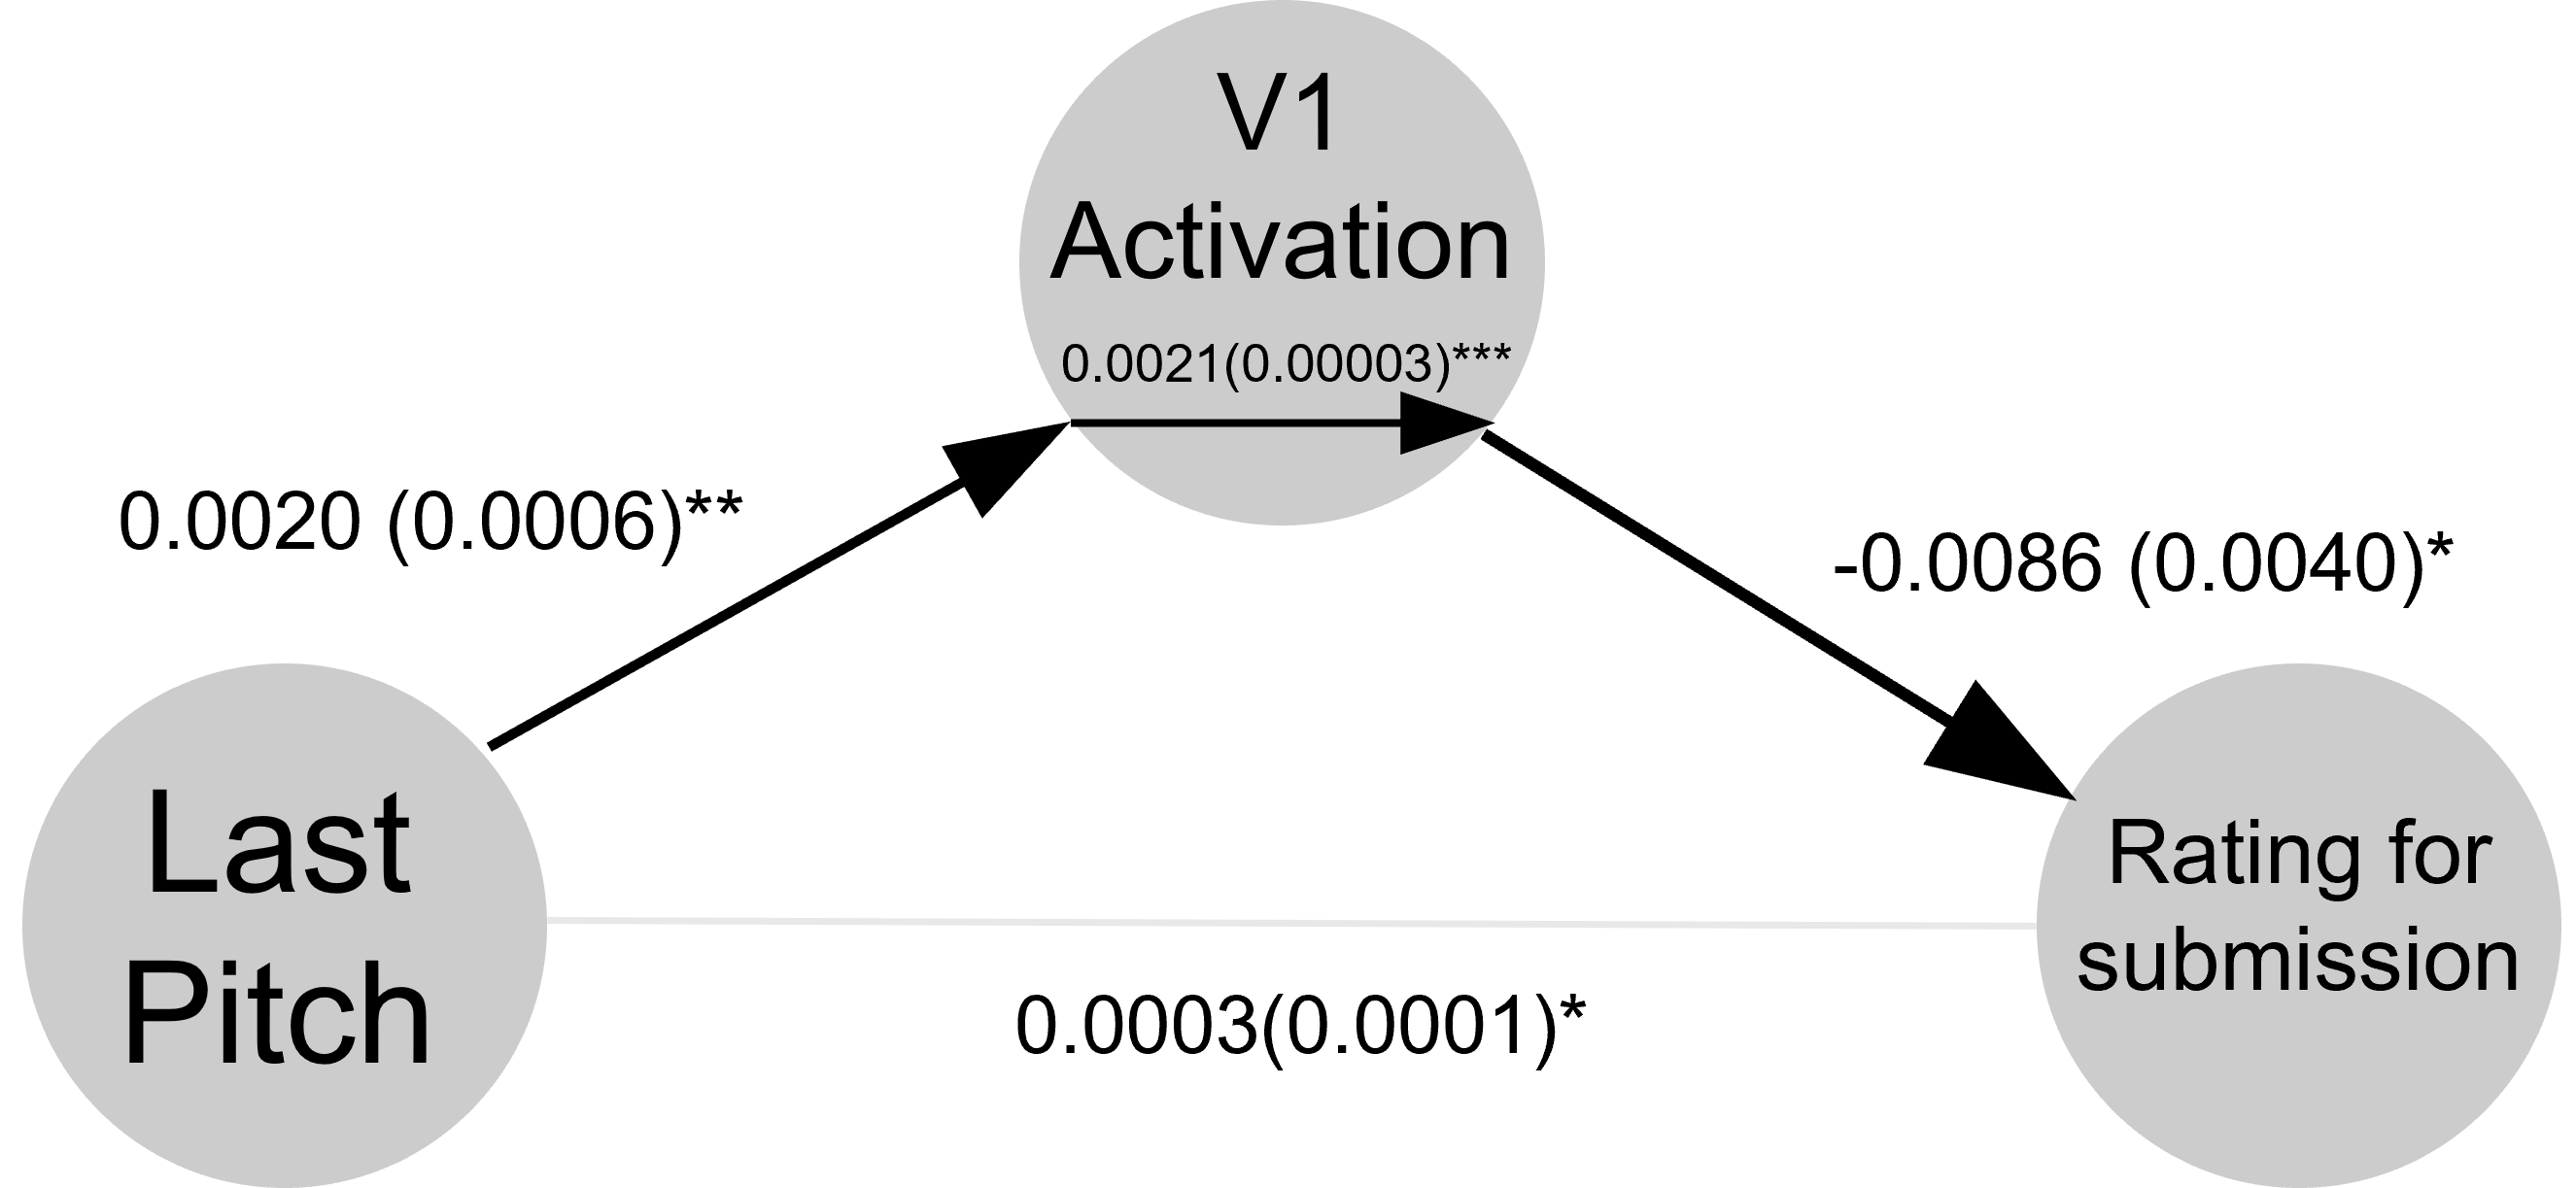 V1
Activation
0.0021(0.00003)***
0.0020 (0.0006)**
-0.0086 (0.0040)*
Last
Pitch
Rating for
submission
0.0003(0.0001)*